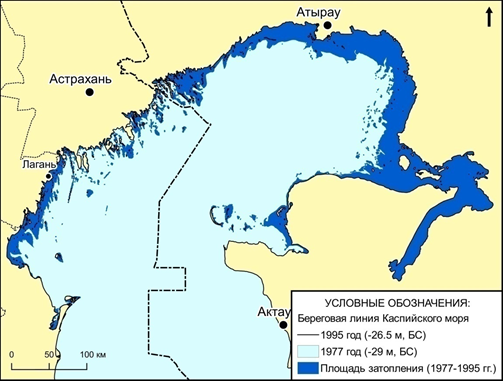 Атырау
Астрахань
Лагань
Актау
УСЛОВНЫЕ ОБОЗНАЧЕНИЯ:
Береговая линия Каспийского моря
1995 год (-26.5 м, БС)
1977 год (-29 м, БС)
Площадь затопления (1977-1995 гг.)
0 50 100 км